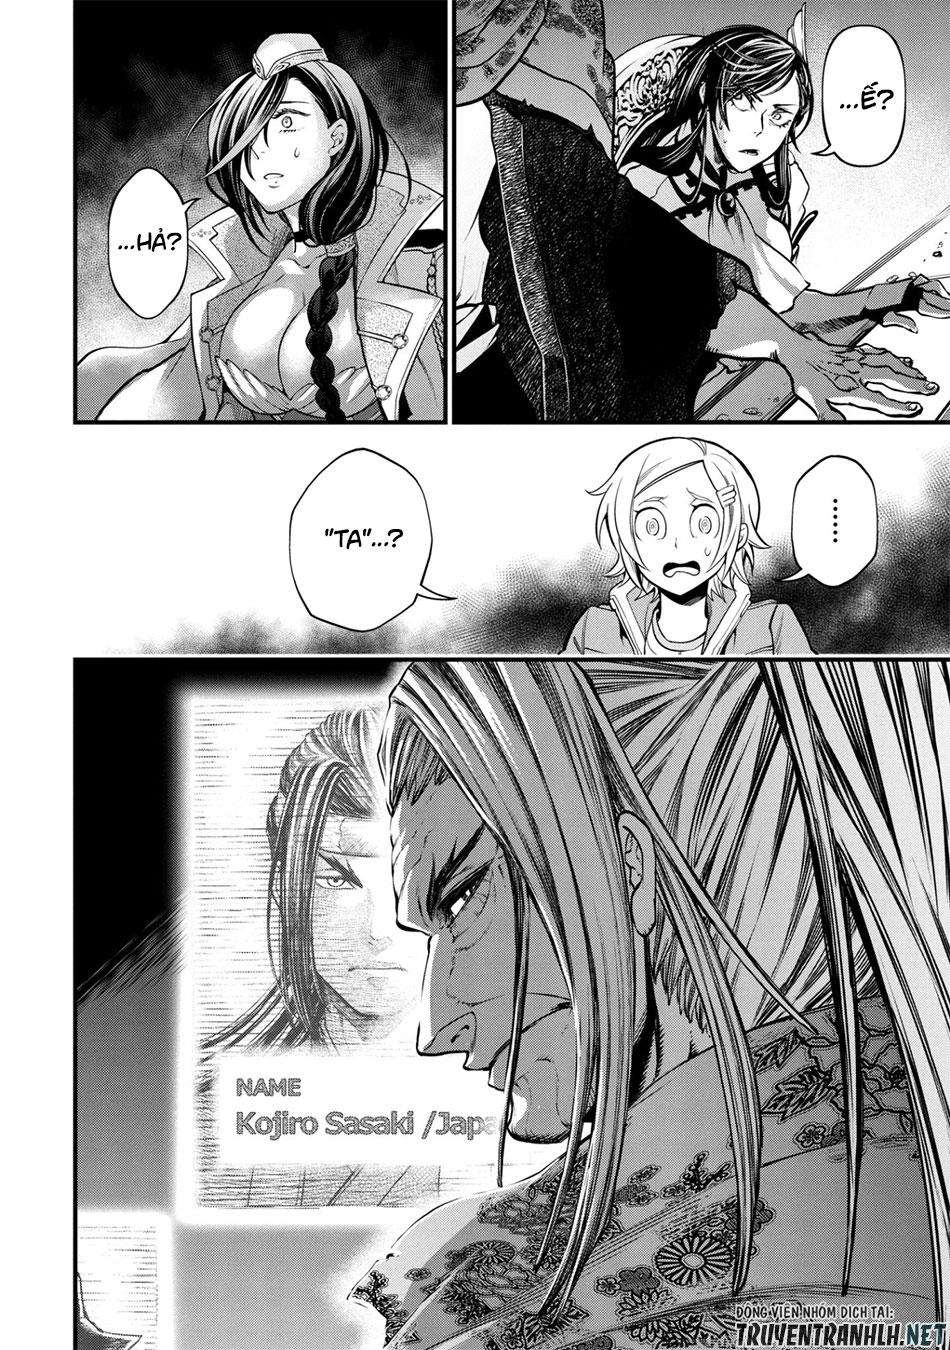 ...Ế?
...HẢ?
......
"TA"...?
NAME
Kojiro Sasaki /Japa
ĐỘNG VIÊN NHÓM DỊCH TẠI:
TRUYENTRANHLH.NET